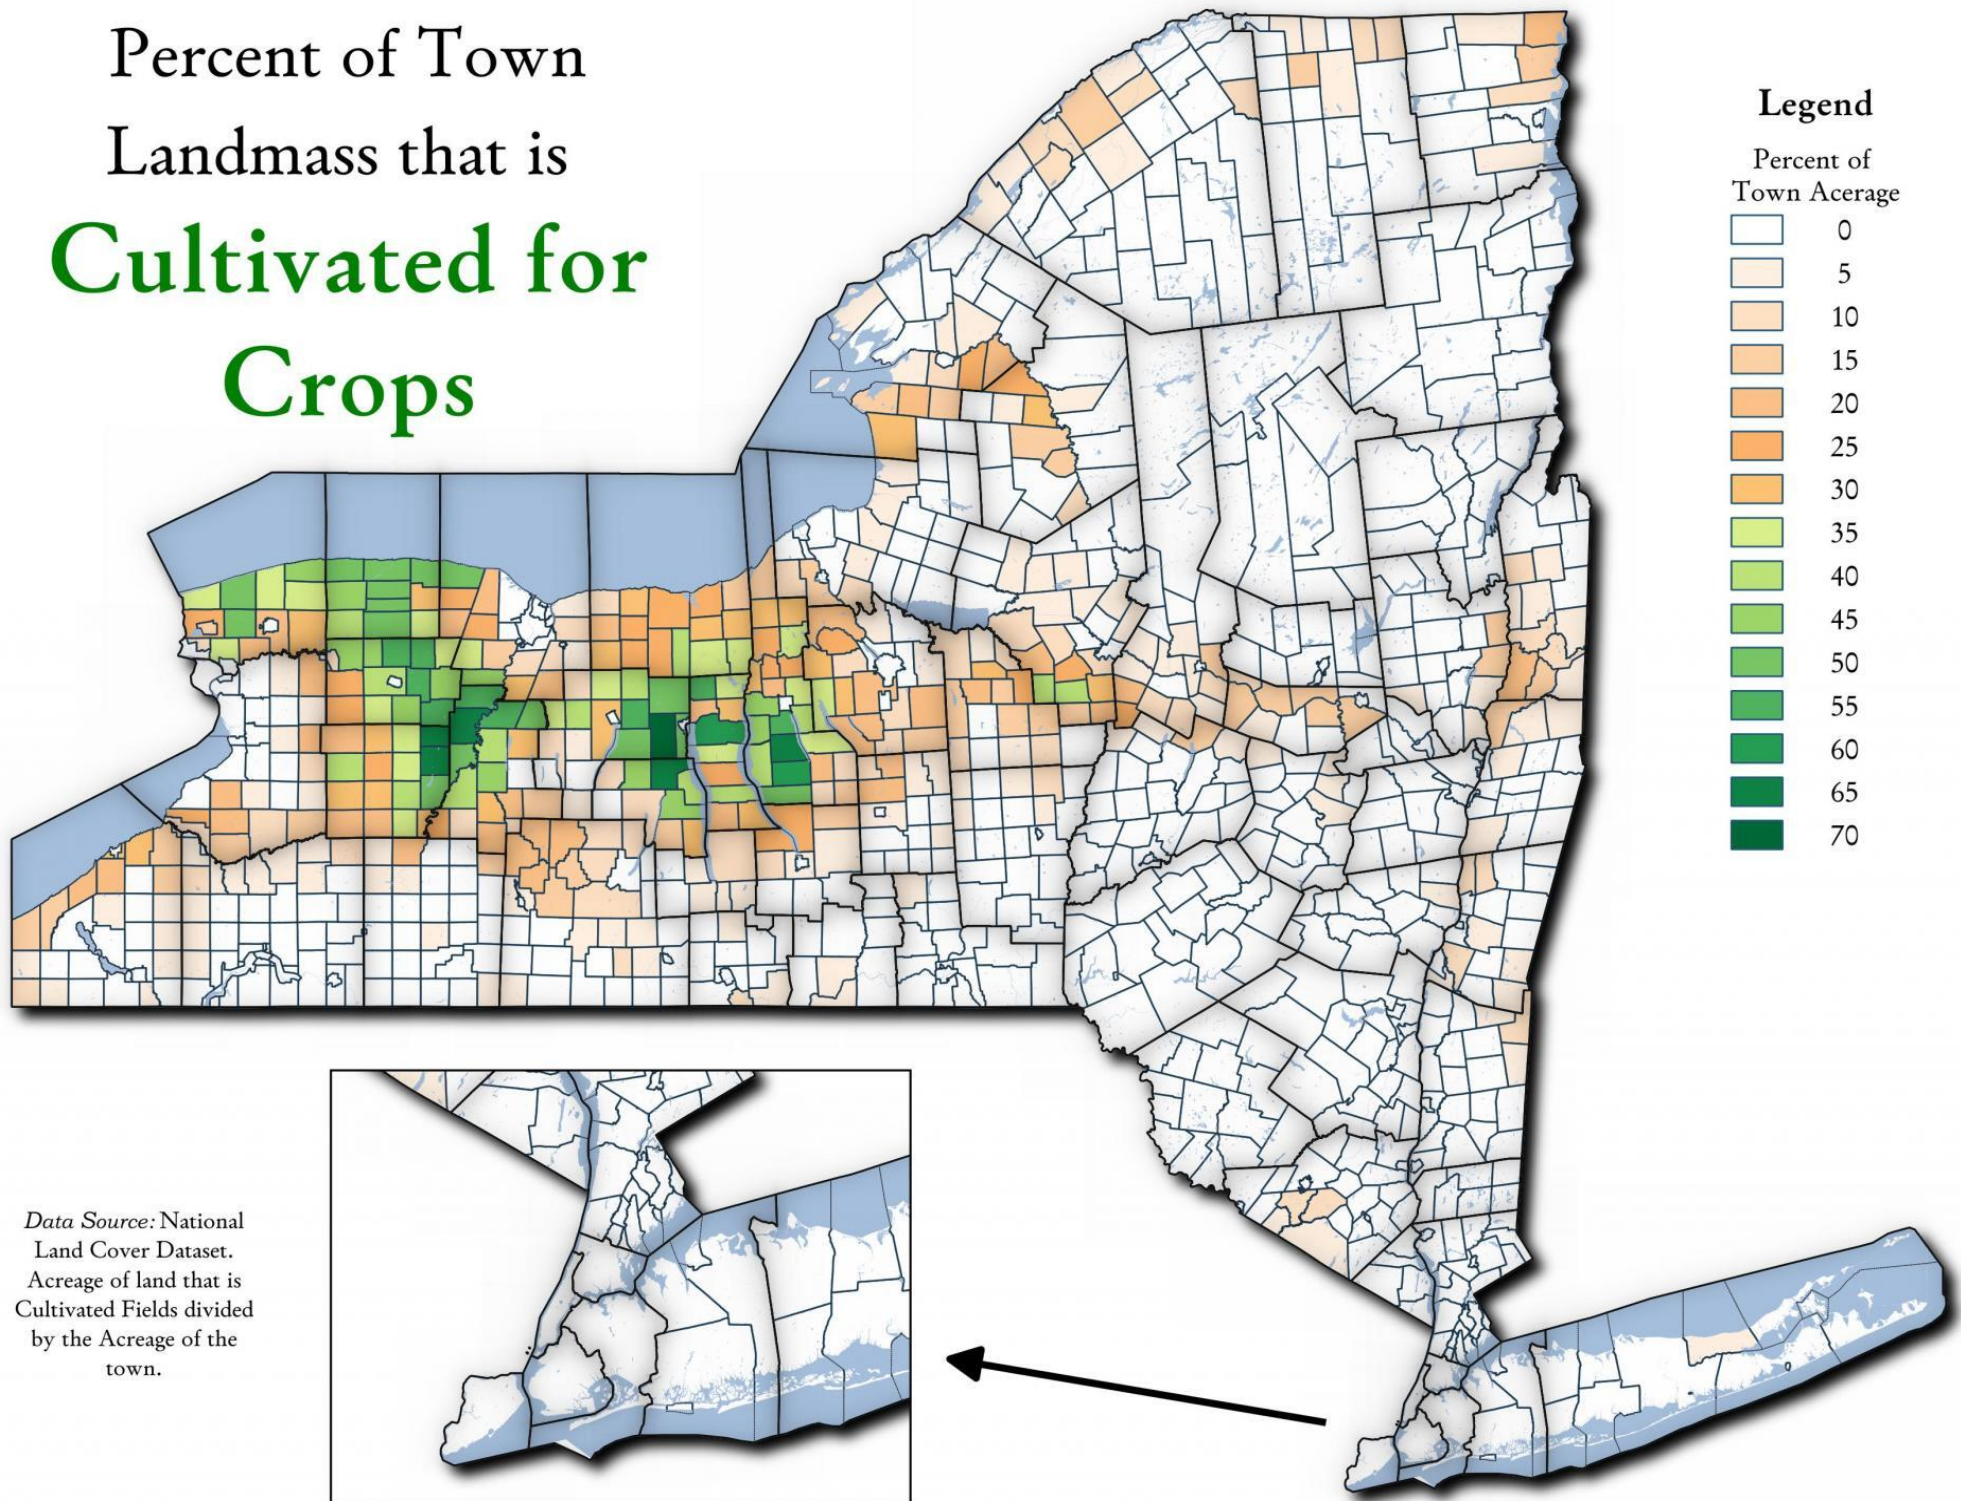 Percent of Town
Landmass that is
Cultivated for
Crops
Legend
Percent of
Town Acerage
0
5
10
15
20
25
30
35
40
45
50
55
60
65
70
Data Source: National
Land Cover Dataset.
Acreage of land that is
Cultivated Fields divided
by the Acreage of the
town.